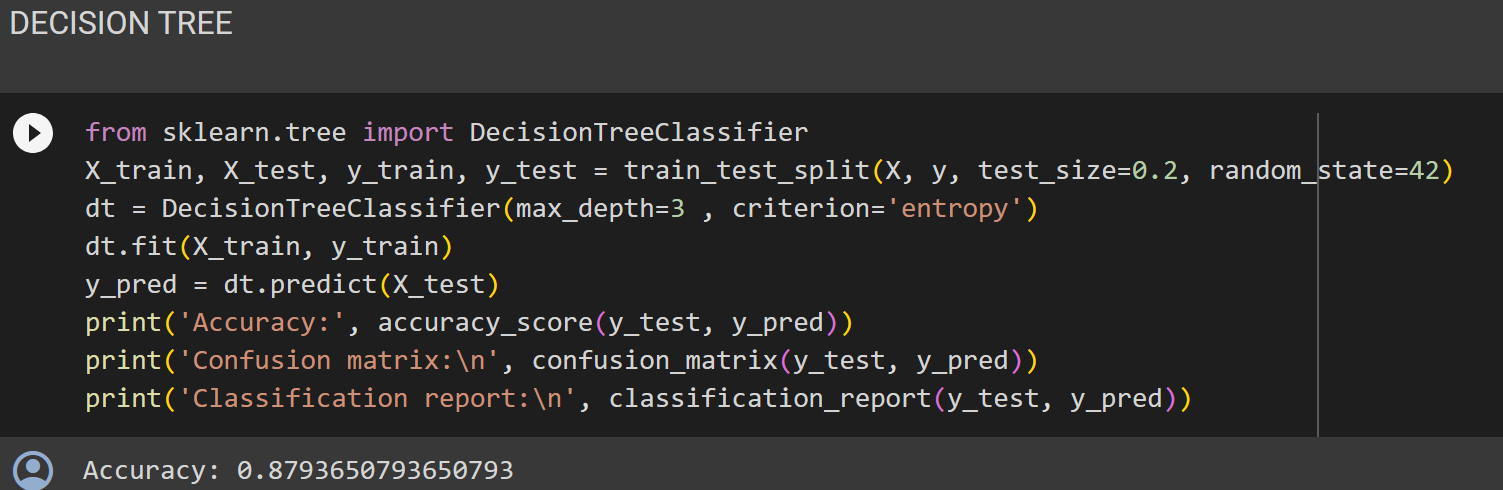 DECISION TREE
from sklearn.tree import DecisionTreeClassifier
X_train, X_test, y_train, y_test = train_test_split(X, y, test_size=0.2, random_state=42)
dt = DecisionTreeClassifier(max_depth=3 , criterion='entropy')
dt.fit(X_train, y_train)
y_pred = dt.predict(X_test)
print('Accuracy:', accuracy_score(y_test, y_pred))
print('Confusion matrix:\n', confusion_matrix(y_test, y_pred))
print('Classification report:\n', classification_report(y_test, y_pred))
Accuracy: 0.8793650793650793